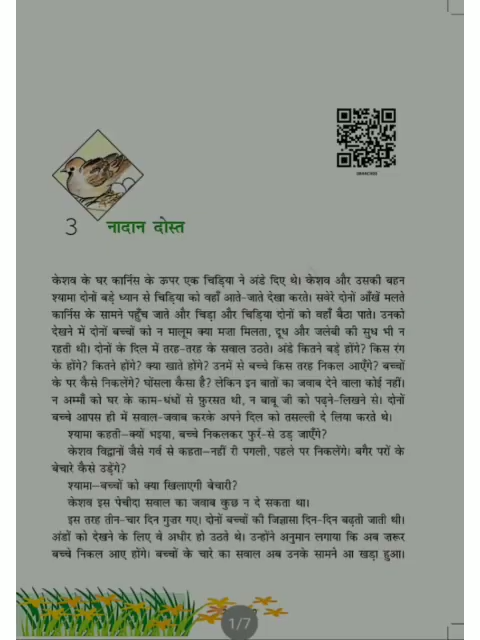 3 नादान दोस्त
केशव के घर कार्निस के ऊपर एक चिड़िया ने अंडे दिए थे। केशव और उसकी बहन
श्यामा दोनों बड़े ध्यान से चिड़िया को वहाँ आते-जाते देखा करते। सवेरे दोनों आँखें मलते
कार्निस के सामने पहुँच जाते और चिड़ा और चिड़िया दोनों को वहाँ बैठा पाते। उनको
देखने में दोनों बच्चों को न मालूम क्या मज़ा मिलता, दूध और जलेबी की सुध भी न
रहती थी। दोनों के दिल में तरह-तरह के सवाल उठते। अंडे कितने बड़े होंगे? किस रंग
के होंगे? कितने होंगे? क्या खाते होंगे? उनमें से बच्चे किस तरह निकल आएँगे? बच्चों
के पर कैसे निकलेंगे? घोंसला कैसा है? लेकिन इन बातों का जवाब देने वाला कोई नहीं।
न अम्माँ को घर के काम-धंधों से फ़ुरसत थी, न बाबू जी को पढ़ने-लिखने से। दोनों
बच्चे आपस ही में सवाल-जवाब करके अपने दिल को तसल्ली दे लिया करते थे।
श्यामा कहती—क्यों भइया, बच्चे निकलकर फुर्र-से उड़ जाएँगे?
केशव विद्वानों जैसे गर्व से कहता—नहीं री पगली, पहले पर निकलेंगे। बगैर परों के
बेचारे कैसे उड़ेंगे?
श्यामा—बच्चों को क्या खिलाएगी बेचारी?
केशव इस पेचीदा सवाल का जवाब कुछ न दे सकता था।
इस तरह तीन-चार दिन गुज़र गए। दोनों बच्चों की जिज्ञासा दिन-दिन बढ़ती जाती थी।
अंडों को देखने के लिए वे अधीर हो उठते थे। उन्होंने अनुमान लगाया कि अब ज़रूर
बच्चे निकल आए होंगे। बच्चों के चारे का सवाल अब उनके सामने आ खड़ा हुआ।
1/7